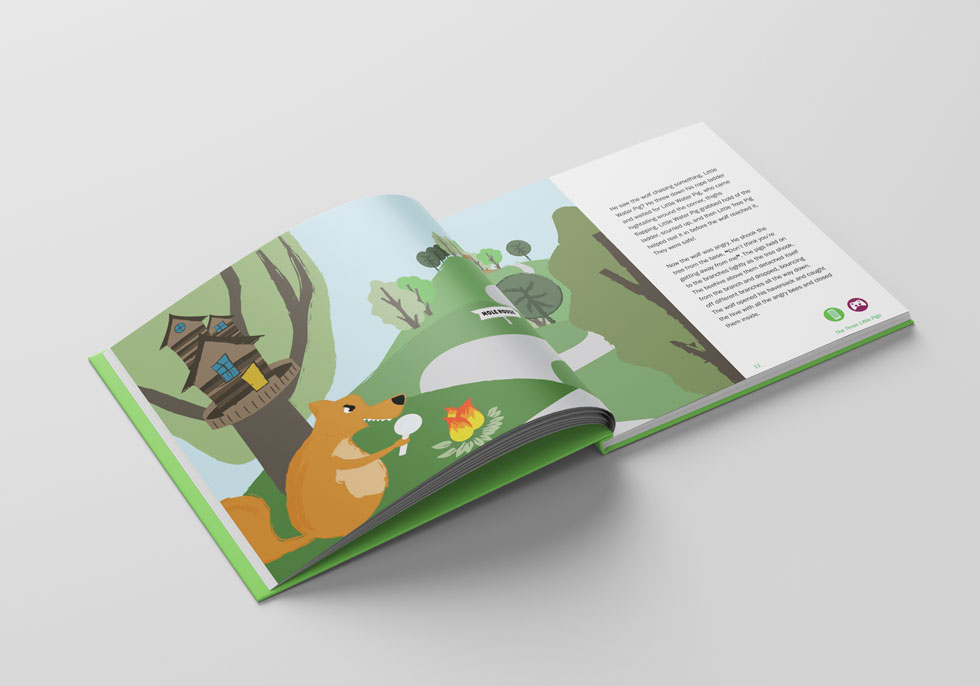 MOLE HOUSE
He saw the wolf chasing something, Little
Water Pig? He threw down his rope ladder
and waited for Little Water Pig, who came
hightailing around the corner, thighs
flapping. Little Water Pig grabbed hold of the
ladder, scurried up, and then Little Tree Pig
helped reel it in before the wolf reached it.
They were safe!
Now the wolf was angry. He shook the
tree from the base. "Don't think you're
getting away from me!" The pigs held on
to the branches tightly as the tree shook.
The beehive above them detached itself
from the branch and dropped, bouncing
off different branches all the way down.
The wolf opened his haversack and caught
the hive with all the angry bees and closed
them inside.
11
The Three Little Pigs